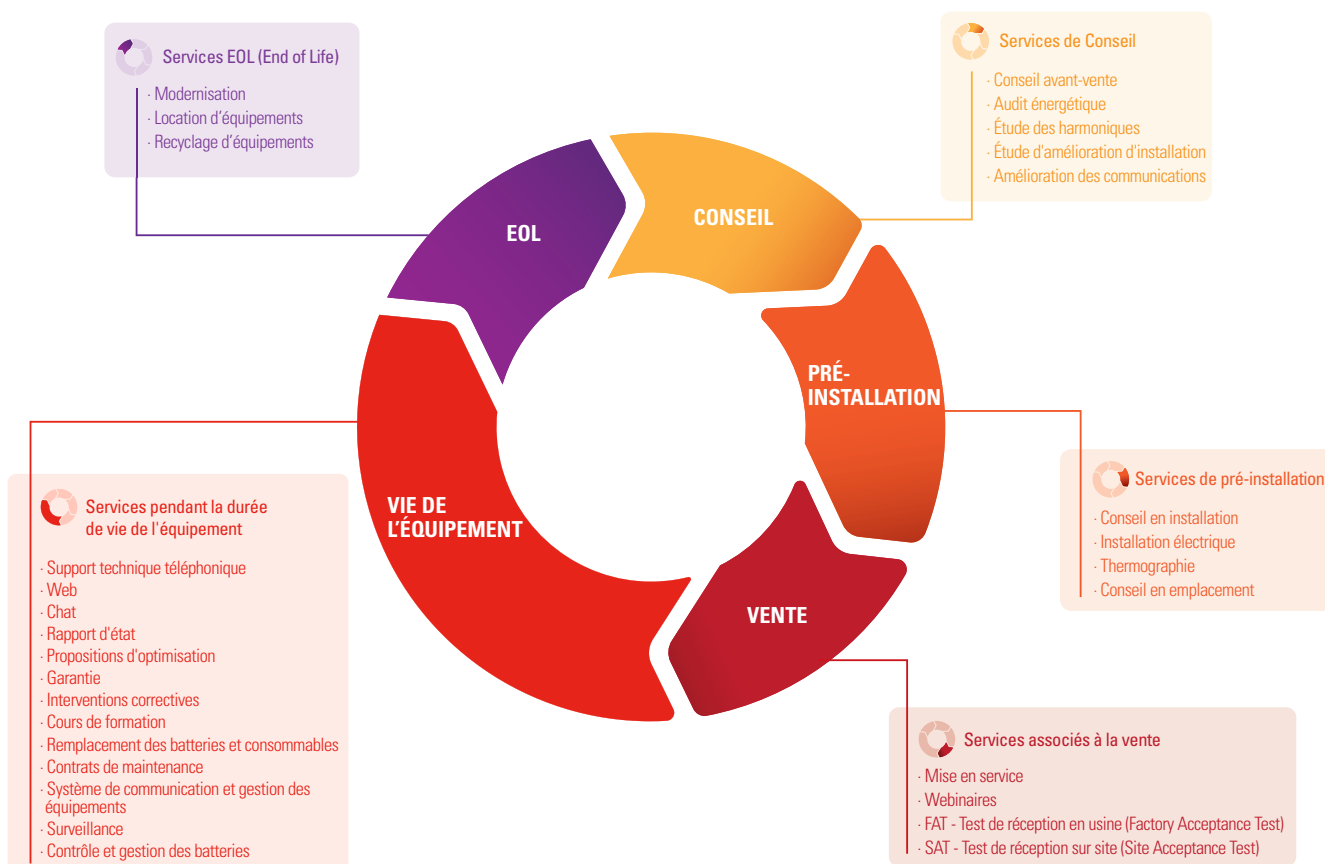 Services EOL (End of Life)
· Modernisation
· Location d'équipements
· Recyclage d'équipements
Services de Conseil
· Conseil avant-vente
· Audit énergétique
· Étude des harmoniques
· Étude d'amélioration d'installation
· Amélioration des communications
EOL
CONSEIL
PRÉ-
INSTALLATION
VIE DE
L'ÉQUIPEMENT
VENTE
Services de pré-installation
· Conseil en installation
· Installation électrique
· Thermographie
· Conseil en emplacement
Services pendant la durée
de vie de l'équipement
· Support technique téléphonique
· Web
· Chat
· Rapport d'état
· Propositions d'optimisation
· Garantie
· Interventions correctives
· Cours de formation
· Remplacement des batteries et consommables
· Contrats de maintenance
· Système de communication et gestion des
équipements
· Surveillance
· Contrôle et gestion des batteries
Services associés à la vente
· Mise en service
· Webinaires
· FAT - Test de réception en usine (Factory Acceptance Test)
· SAT - Test de réception sur site (Site Acceptance Test)